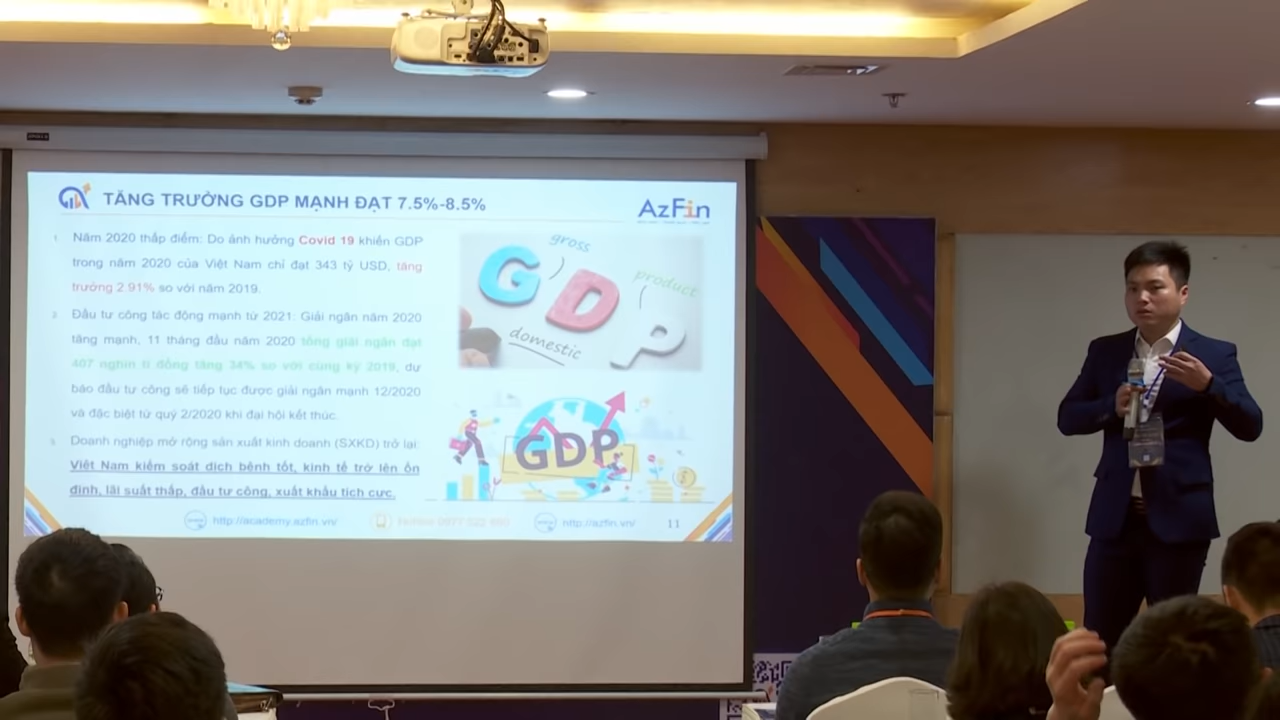 TĂNG TRƯỞNG GDP MẠNH ĐẠT 7.5%-8.5%
AzFin
1. Năm 2020 thấp điểm: Do ảnh hưởng Covid 19 khiến GDP
trong năm 2020 của Việt Nam chỉ đạt 343 tỷ USD, tăng
trưởng 2.91% so với năm 2019.
2. Đầu tư công tác động mạnh từ 2021: Giải ngân năm 2020
tăng mạnh, 11 tháng đầu năm 2020 tổng giải ngân đạt
407 nghìn tỉ đồng tăng 34% so với cùng kỳ 2019, dự
báo đầu tư công sẽ tiếp tục được giải ngân mạnh 12/2020
và đặc biệt từ quý 2/2020 khi đại hội kết thúc.
3. Doanh nghiệp mở rộng sản xuất kinh doanh (SXKD) trở lại:
Việt Nam kiểm soát dịch bệnh tốt, kinh tế trở lên ổn
định, lãi suất thấp, đầu tư công, xuất khẩu tích cực.
gross
GDP
product
domestic
GDP
http://academy.azfin.vn/
Hotline
http://azfin.vn/
11